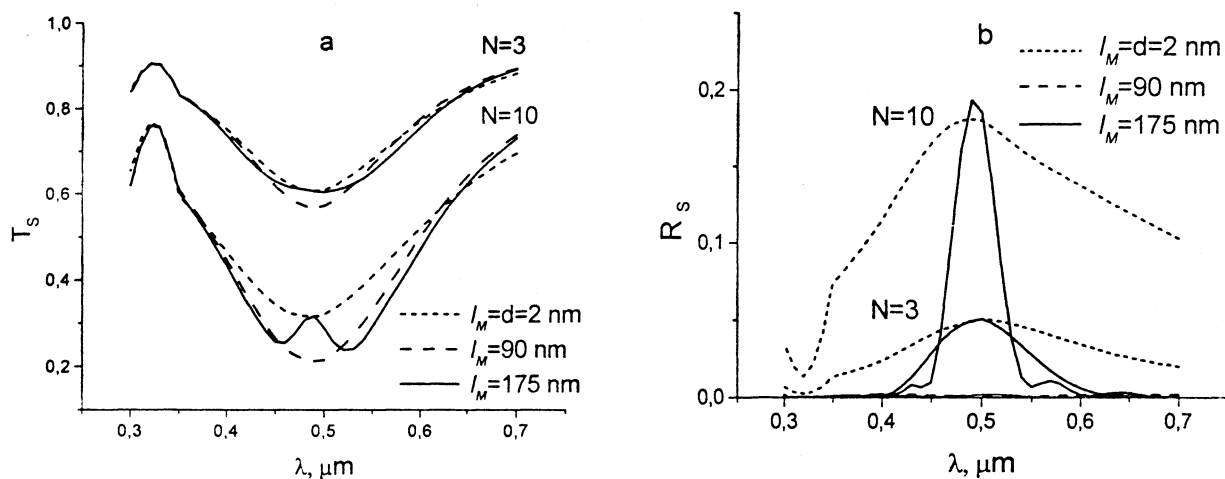 a
1,0
0,8
0,6
0,4
0,2
T_S
N=3
N=10
l_M=d=2 nm
l_M=90 nm
l_M=175 nm
0,3 0,4 0,5 0,6 0,7
λ, μm
b
0,2
0,1
0,0
R_S
l_M=d=2 nm
l_M=90 nm
l_M=175 nm
N=10
N=3
0,3 0,4 0,5 0,6 0,7
λ, μm